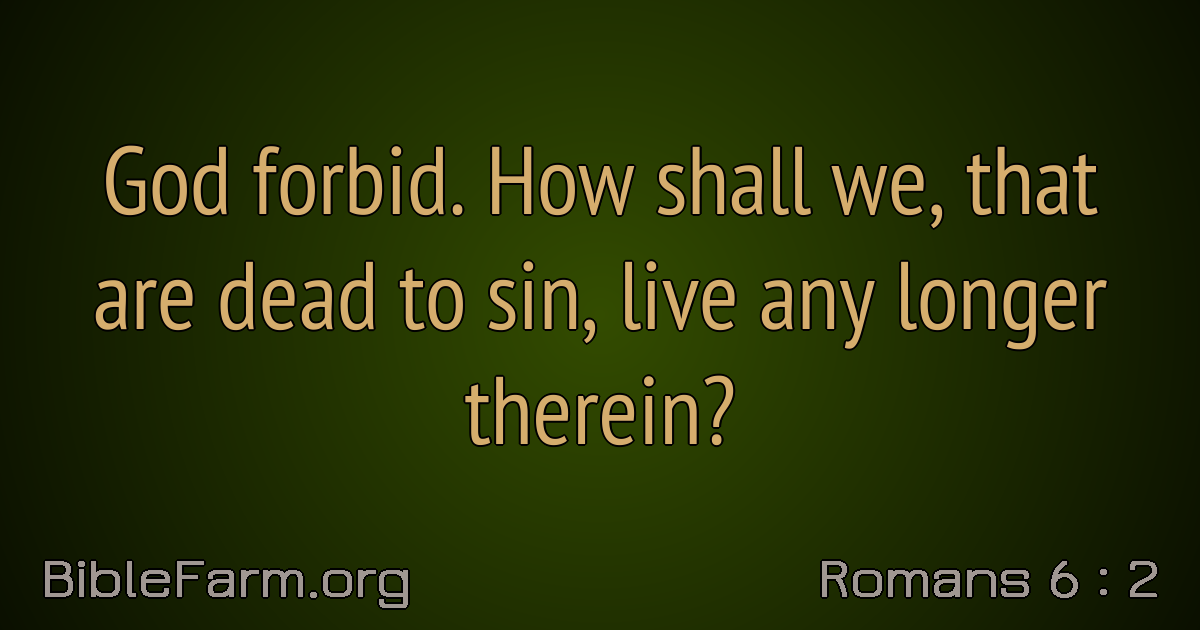 God forbid. How shall we, that
are dead to sin, live any longer
therein?
BibleFarm.org
Romans 6 : 2